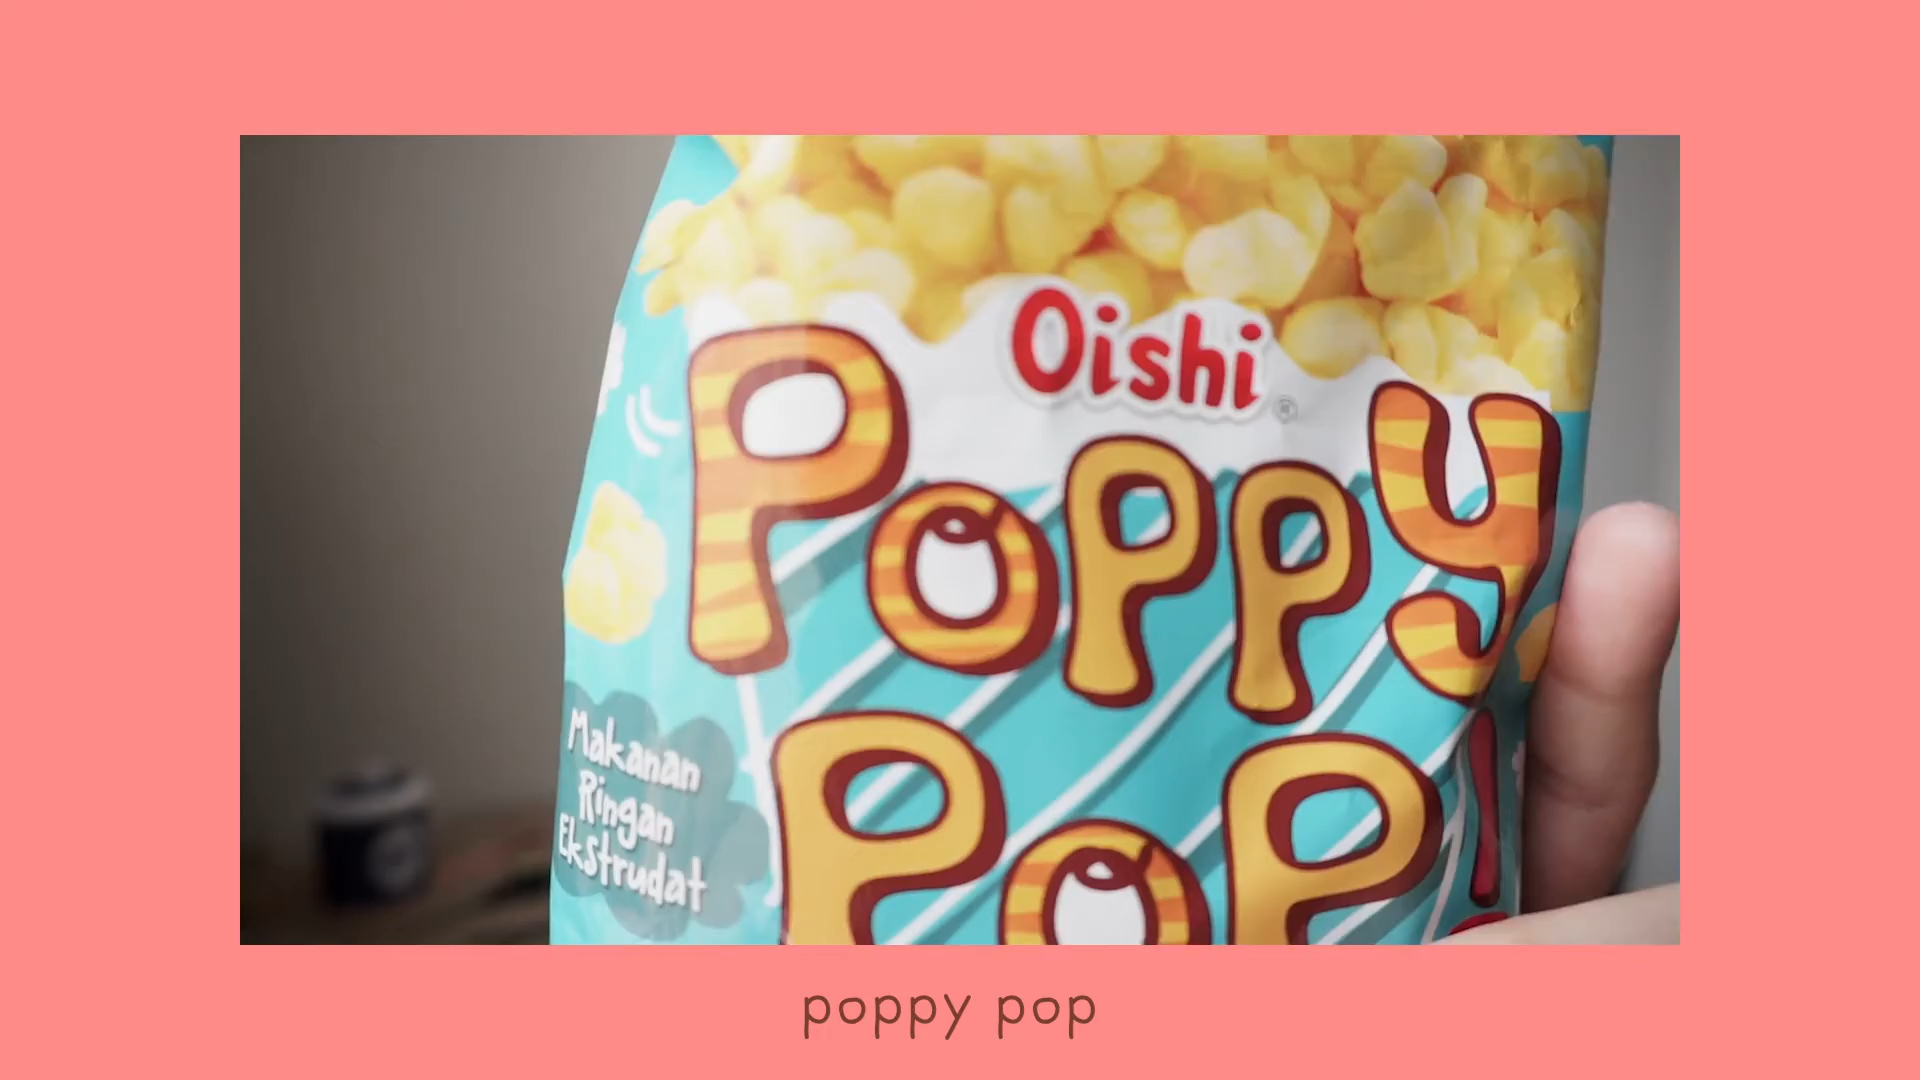 Oishi
Poppy
Pop!
Makanan
Ringan
Ekstrudat
poppy pop